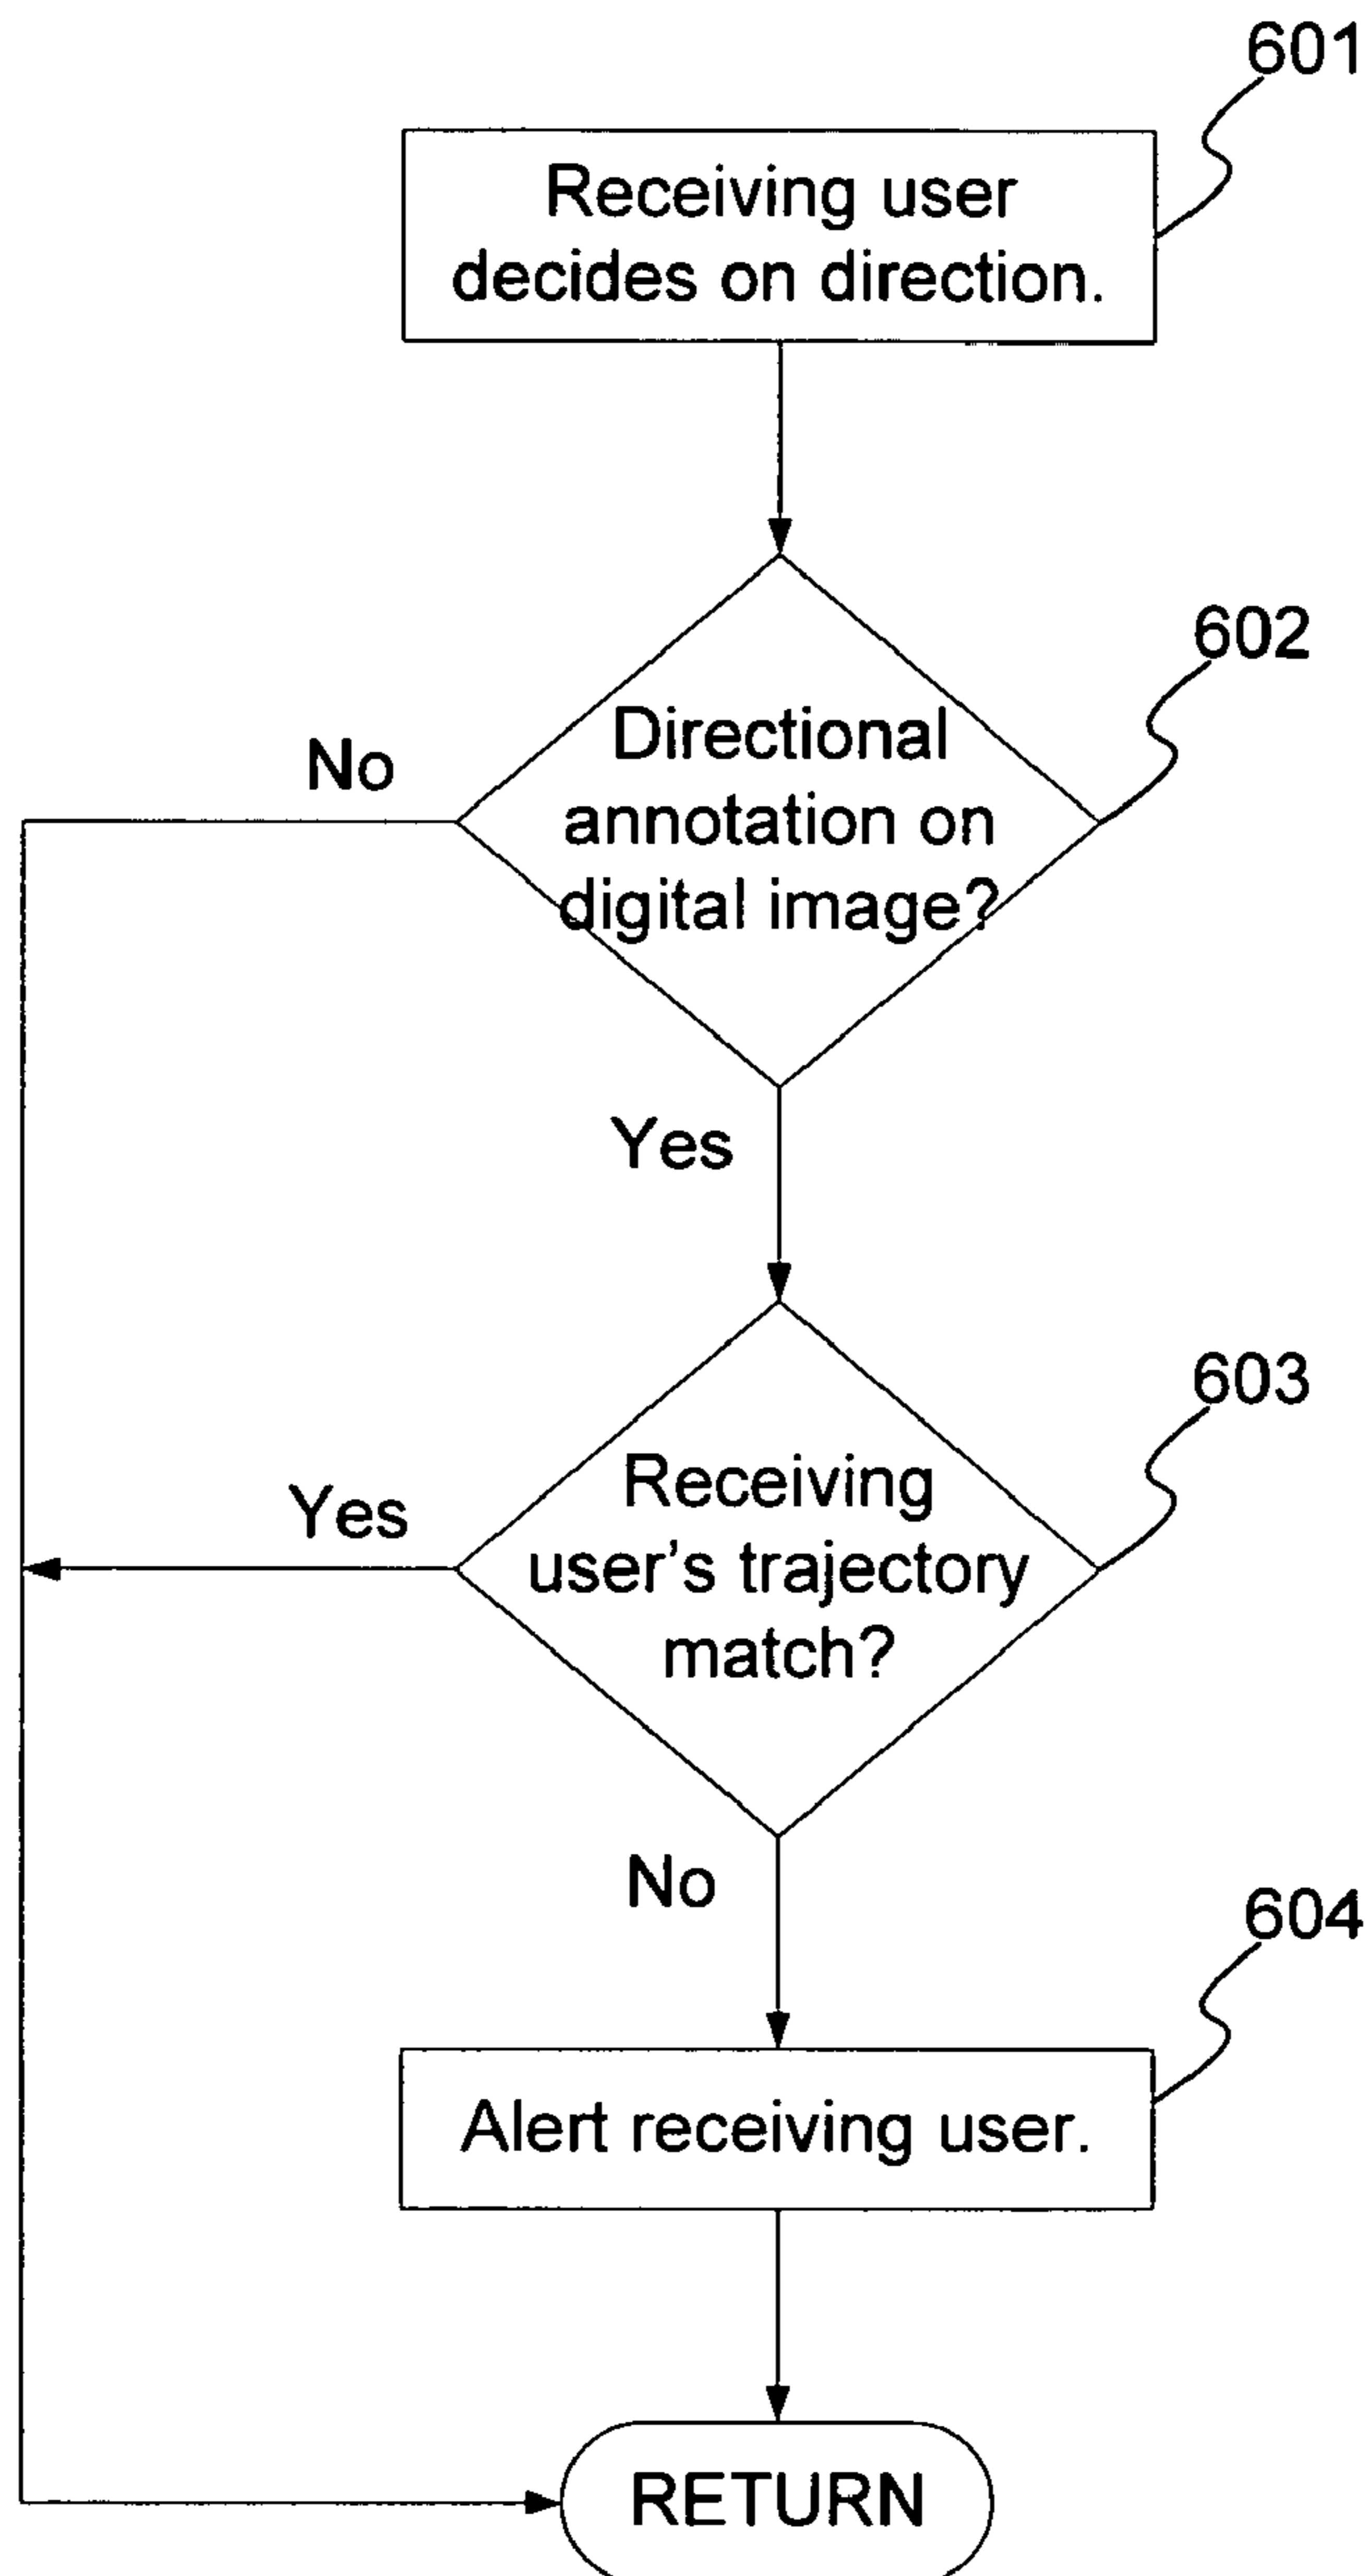 601
Receiving user
decides on direction.
602
No
Directional
annotation on
digital image?
Yes
603
Yes
Receiving
user's trajectory
match?
No
604
Alert receiving user.
RETURN